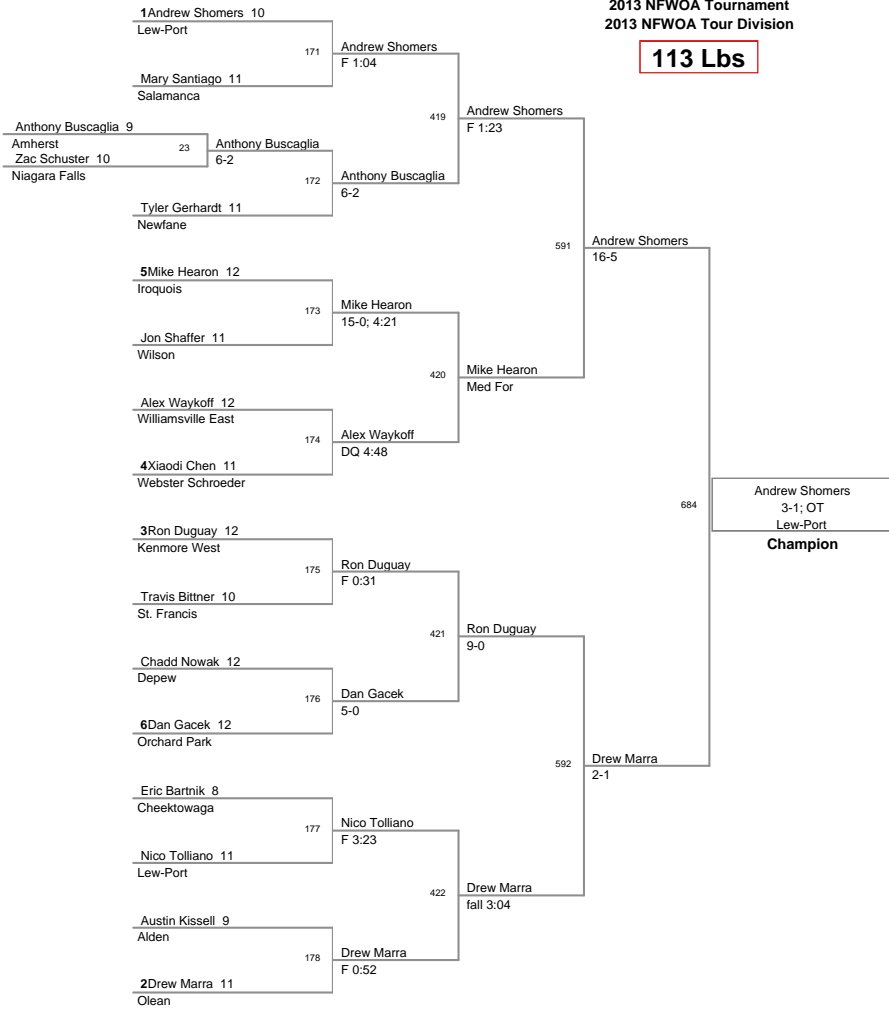 2013 NFWOA Tournament
2013 NFWOA Tour Division
113 Lbs
1Andrew Shomers 10
Lew-Port
171
Andrew Shomers
F 1:04
Mary Santiago 11
Salamanca
419
Andrew Shomers
F 1:23
Anthony Buscaglia 9
Amherst
23
Anthony Buscaglia
6-2
Zac Schuster 10
Niagara Falls
172
Anthony Buscaglia
6-2
Tyler Gerhardt 11
Newfane
591
Andrew Shomers
16-5
5Mike Hearon 12
Iroquois
173
Mike Hearon
15-0; 4:21
Jon Shaffer 11
Wilson
420
Mike Hearon
Med For
Alex Waykoff 12
Williamsville East
174
Alex Waykoff
DQ 4:48
4Xiaodi Chen 11
Webster Schroeder
684
Andrew Shomers
3-1; OT
Lew-Port
Champion
3Ron Duguay 12
Kenmore West
175
Ron Duguay
F 0:31
Travis Bittner 10
St. Francis
421
Ron Duguay
9-0
Chadd Nowak 12
Depew
176
Dan Gacek
5-0
6Dan Gacek 12
Orchard Park
592
Drew Marra
2-1
Eric Bartnik 8
Cheektowaga
177
Nico Tolliano
F 3:23
Nico Tolliano 11
Lew-Port
422
Drew Marra
fall 3:04
Austin Kissell 9
Alden
178
Drew Marra
F 0:52
2Drew Marra 11
Olean